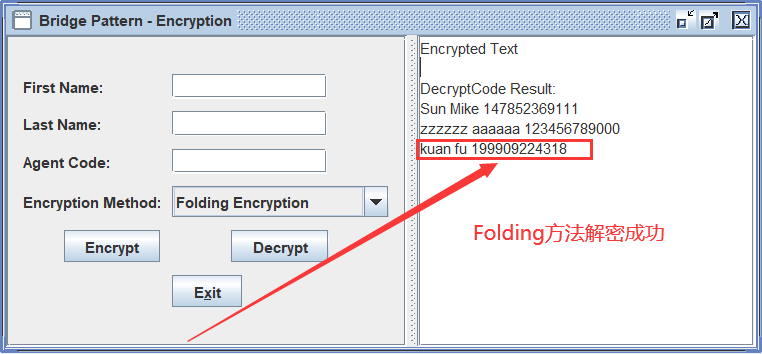 Bridge Pattern - Encryption
First Name:
Last Name:
Agent Code:
Encryption Method:
Folding Encryption
Encrypt
Decrypt
Exit
Encrypted Text
DecryptCode Result:
Sun Mike 147852369111
zzzzzz aaaaaa 123456789000
kuan fu 199909224318
Folding方法解密成功